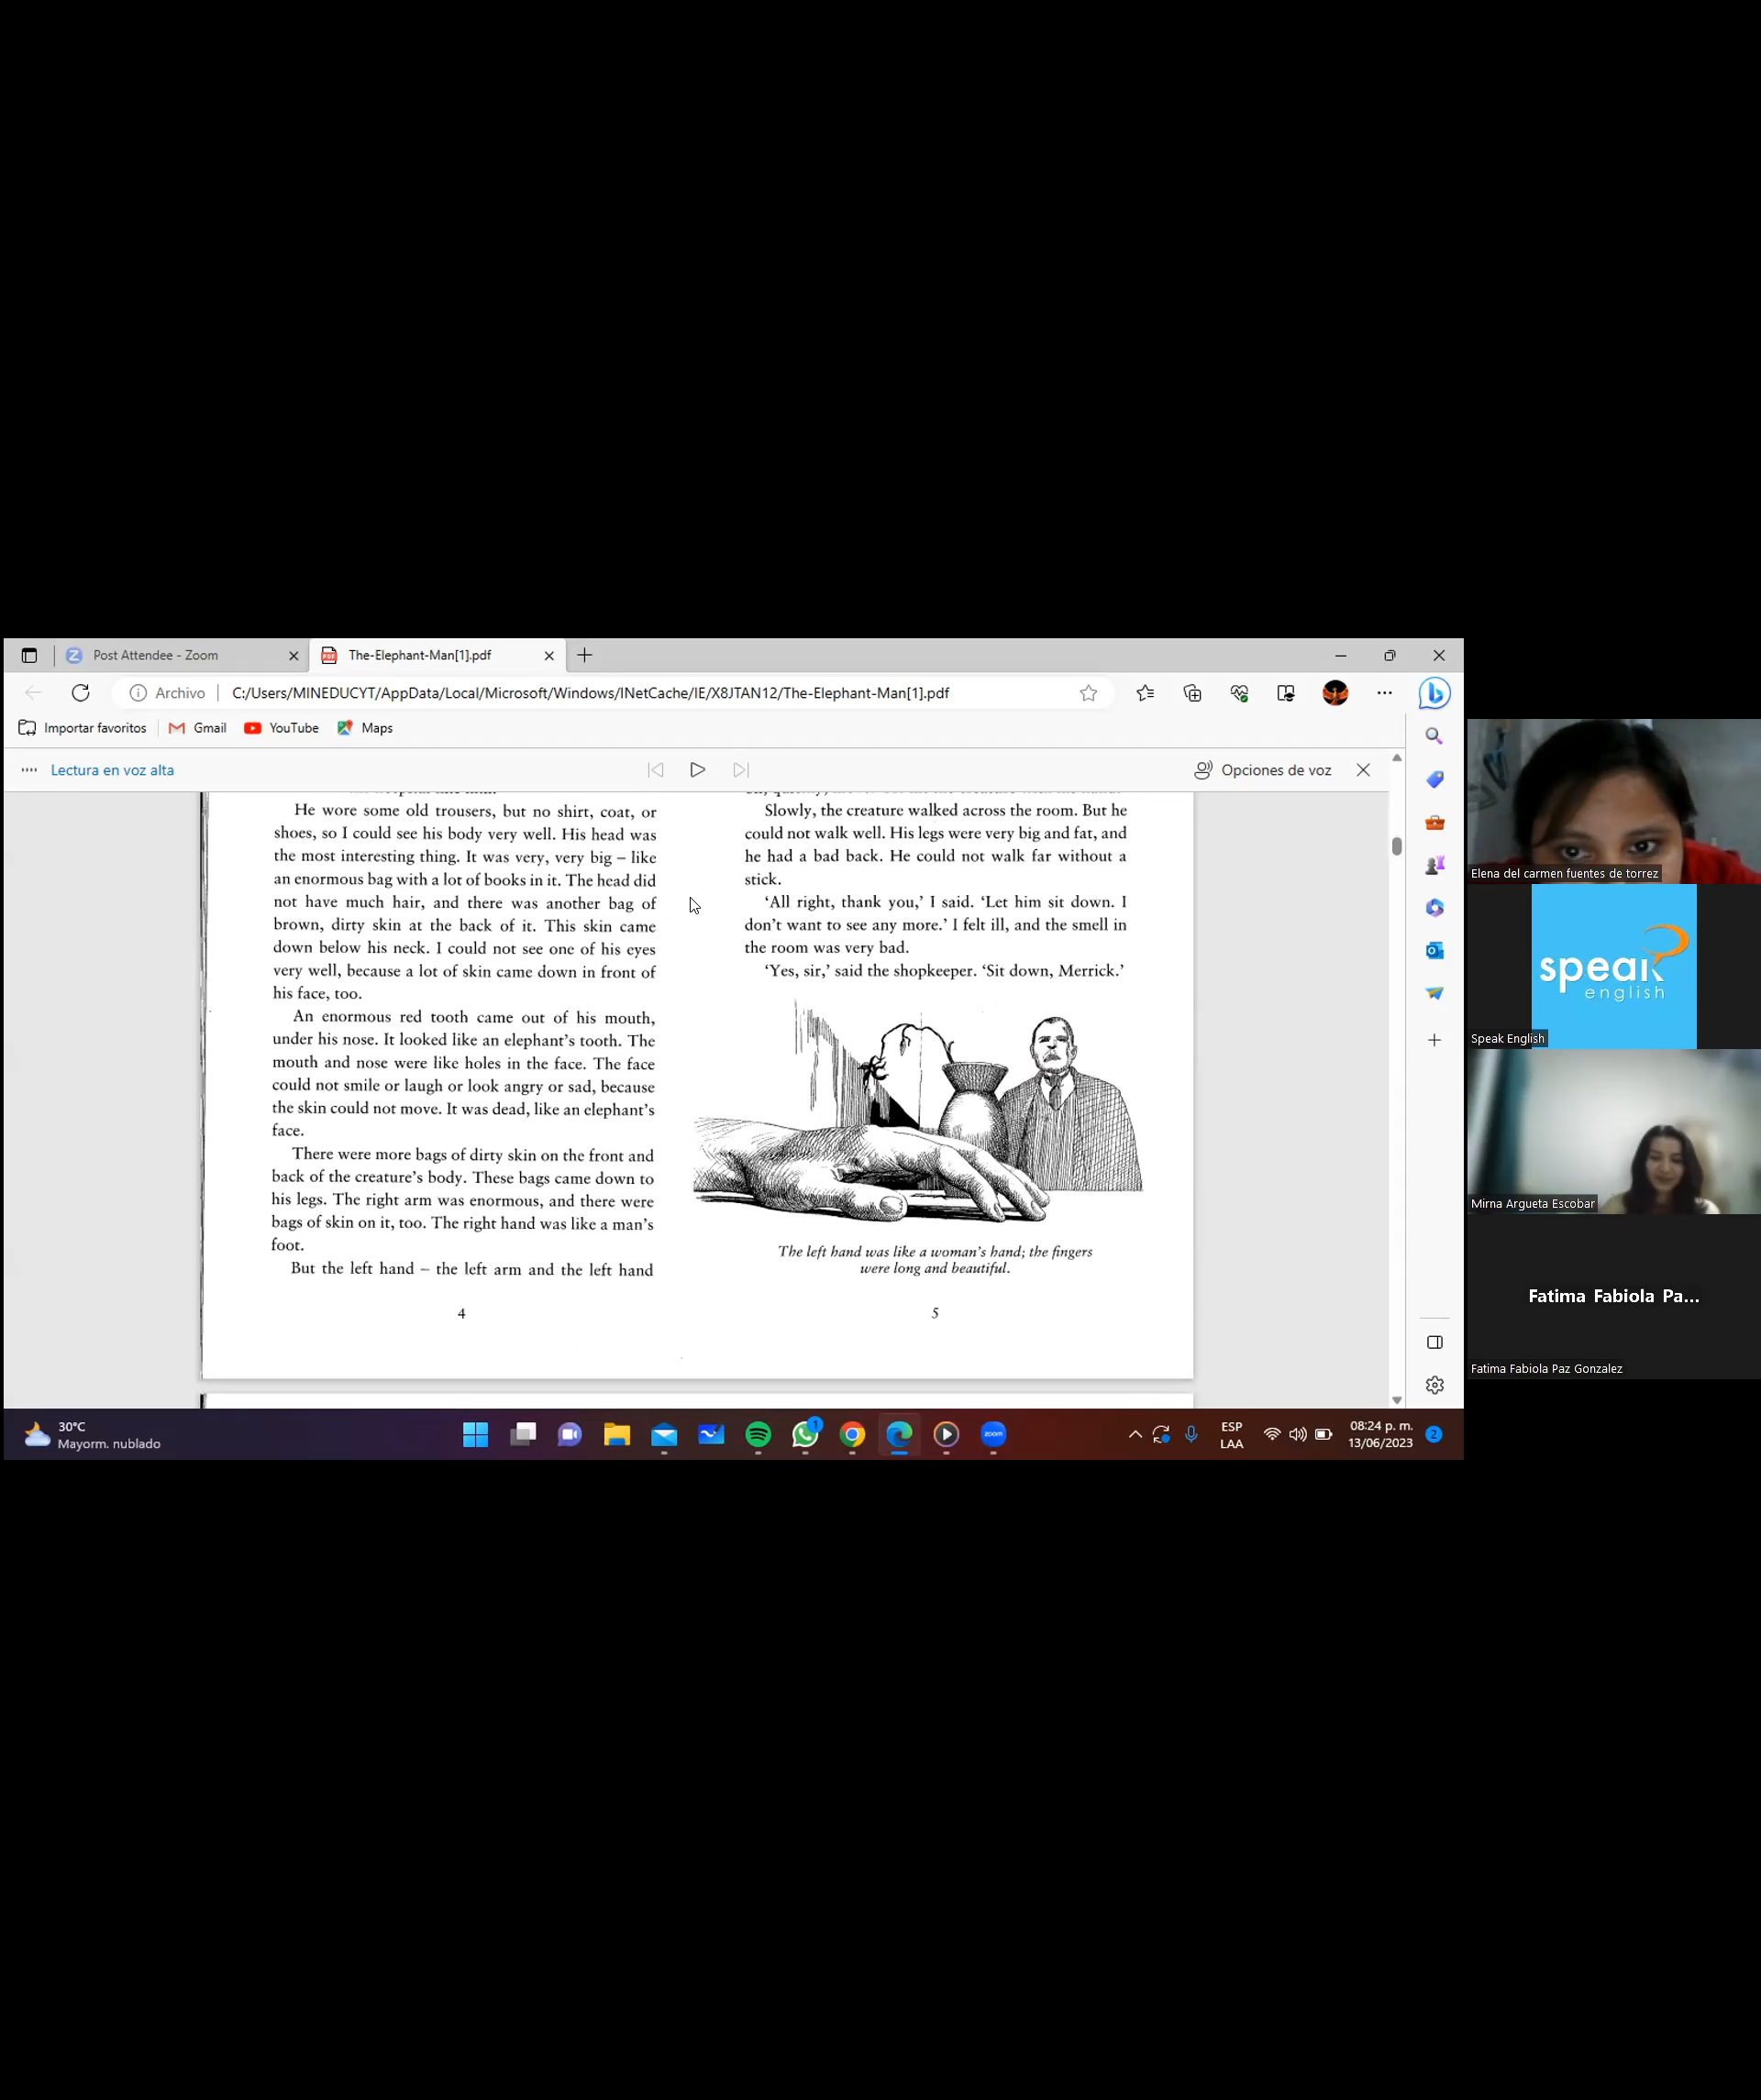 Post Attendee - Zoom
The-Elephant-Man[1].pdf
Archivo
C:/Users/MINEDUCYT/AppData/Local/Microsoft/Windows/INetCache/IE/X8JTAN12/The-Elephant-Man[1].pdf
Importar favoritos
Gmail
YouTube
Maps
Lectura en voz alta
Opciones de voz
He wore some old trousers, but no shirt, coat, or
shoes, so I could see his body very well. His head was
the most interesting thing. It was very, very big – like
an enormous bag with a lot of books in it. The head did
not have much hair, and there was another bag of
brown, dirty skin at the back of it. This skin came
down below his neck. I could not see one of his eyes
very well, because a lot of skin came down in front of
his face, too.
An enormous red tooth came out of his mouth,
under his nose. It looked like an elephant's tooth. The
mouth and nose were like holes in the face. The face
could not smile or laugh or look angry or sad, because
the skin could not move. It was dead, like an elephant's
face.
There were more bags of dirty skin on the front and
back of the creature's body. These bags came down to
his legs. The right arm was enormous, and there were
bags of skin on it, too. The right hand was like a man's
foot.
But the left hand – the left arm and the left hand
4
Slowly, the creature walked across the room. But he
could not walk well. His legs were very big and fat, and
he had a bad back. He could not walk far without a
stick.
‘All right, thank you,’ I said. ‘Let him sit down. I
don't want to see any more.’ I felt ill, and the smell in
the room was very bad.
‘Yes, sir,’ said the shopkeeper. ‘Sit down, Merrick.’
The left hand was like a woman's hand; the fingers
were long and beautiful.
5
Elena del carmen fuentes de torrez
speak
english
Speak English
Mirna Argueta Escobar
Fatima Fabiola Pa...
Fatima Fabiola Paz Gonzalez
30°C
Mayorm. nublado
1
zoom
ESP
LAA
08:24 p. m.
13/06/2023
2